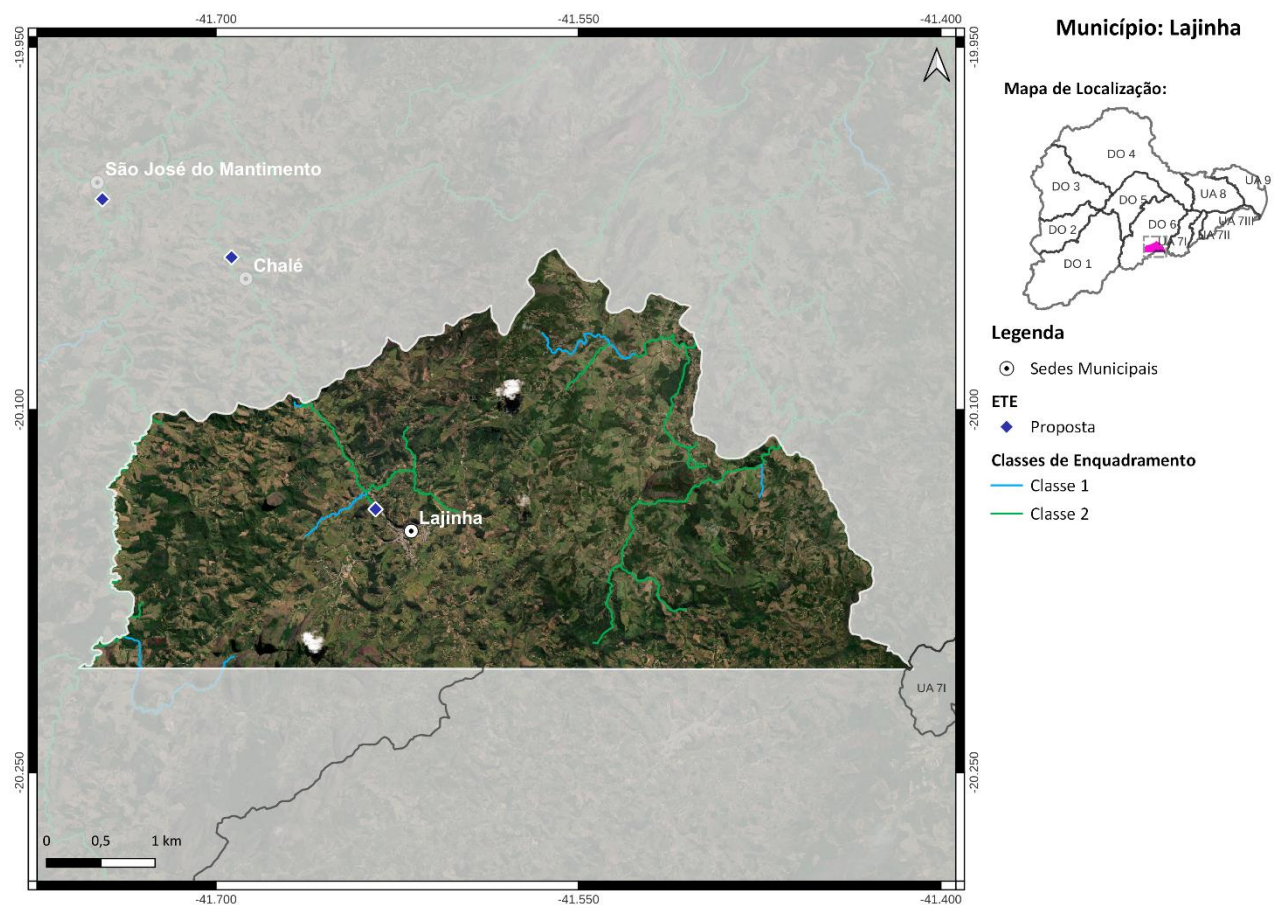 Município: Lajinha
-41.700 -41.550 -41.400
-19.950 -19.950
São José do Mantimento
Chalé
-20.100 -20.100
Lajinha
UA 7I
-20.250 -20.250
0 0,5 1 km
-41.700 -41.550 -41.400
Mapa de Localização:
DO 4
DO 3
UA 9
UA 8
DO 5
DO 6
UA 7III
DO 2
UA 7II
UA 7I
DO 1
Legenda
Sedes Municipais
ETE
Proposta
Classes de Enquadramento
Classe 1
Classe 2